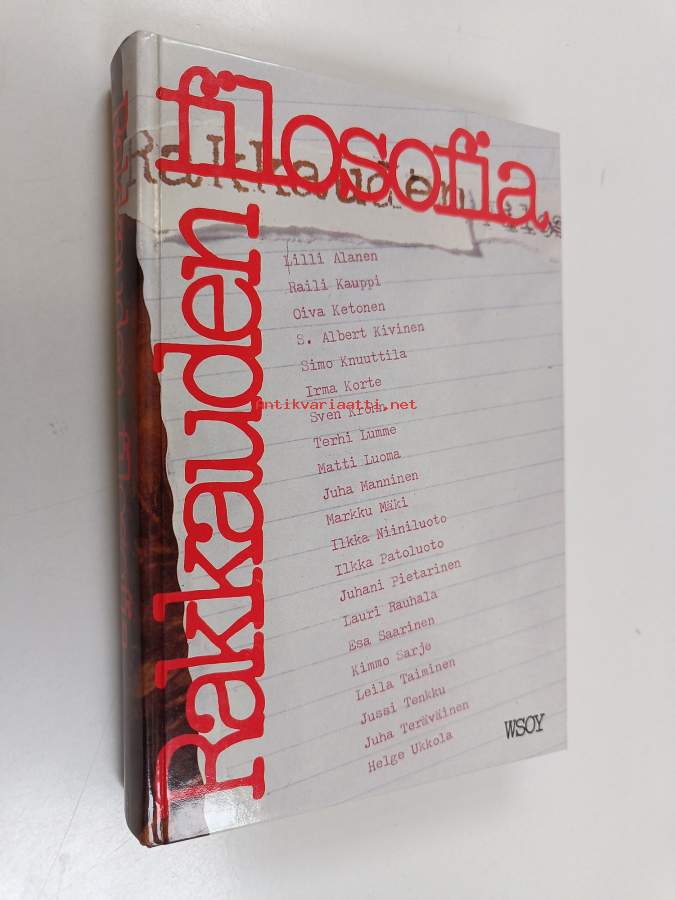 Rakkauden
filosofia.
Rakkauden filos
Lilli Alanen
Raili Kauppi
Oiva Ketonen
S. Albert Kivinen
Simo Knuuttila
Irma Korte
antikvariaatti.net
Sven Krohn
Terhi Lumme
Matti Luoma
Juha Manninen
Markku Mäki
Ilkka Niiniluoto
Ilkka Patoluoto
Juhani Pietarinen
Lauri Rauhala
Esa Saarinen
Kimmo Sarje
Leila Taiminen
Jussi Tenkku
Juha Teräväinen
Helge Ukkola
WSOY